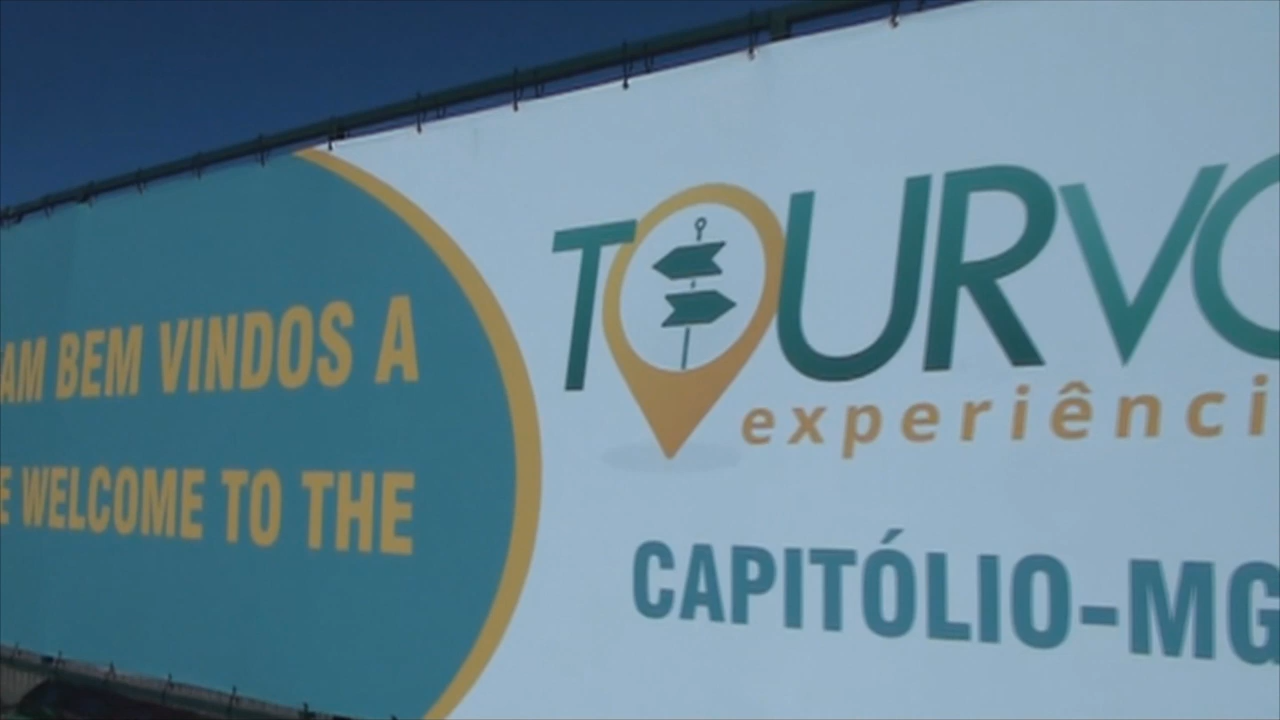 AM BEM VINDOS A
E WELCOME TO THE
TOURVO
experiênci
CAPITÓLIO-MG